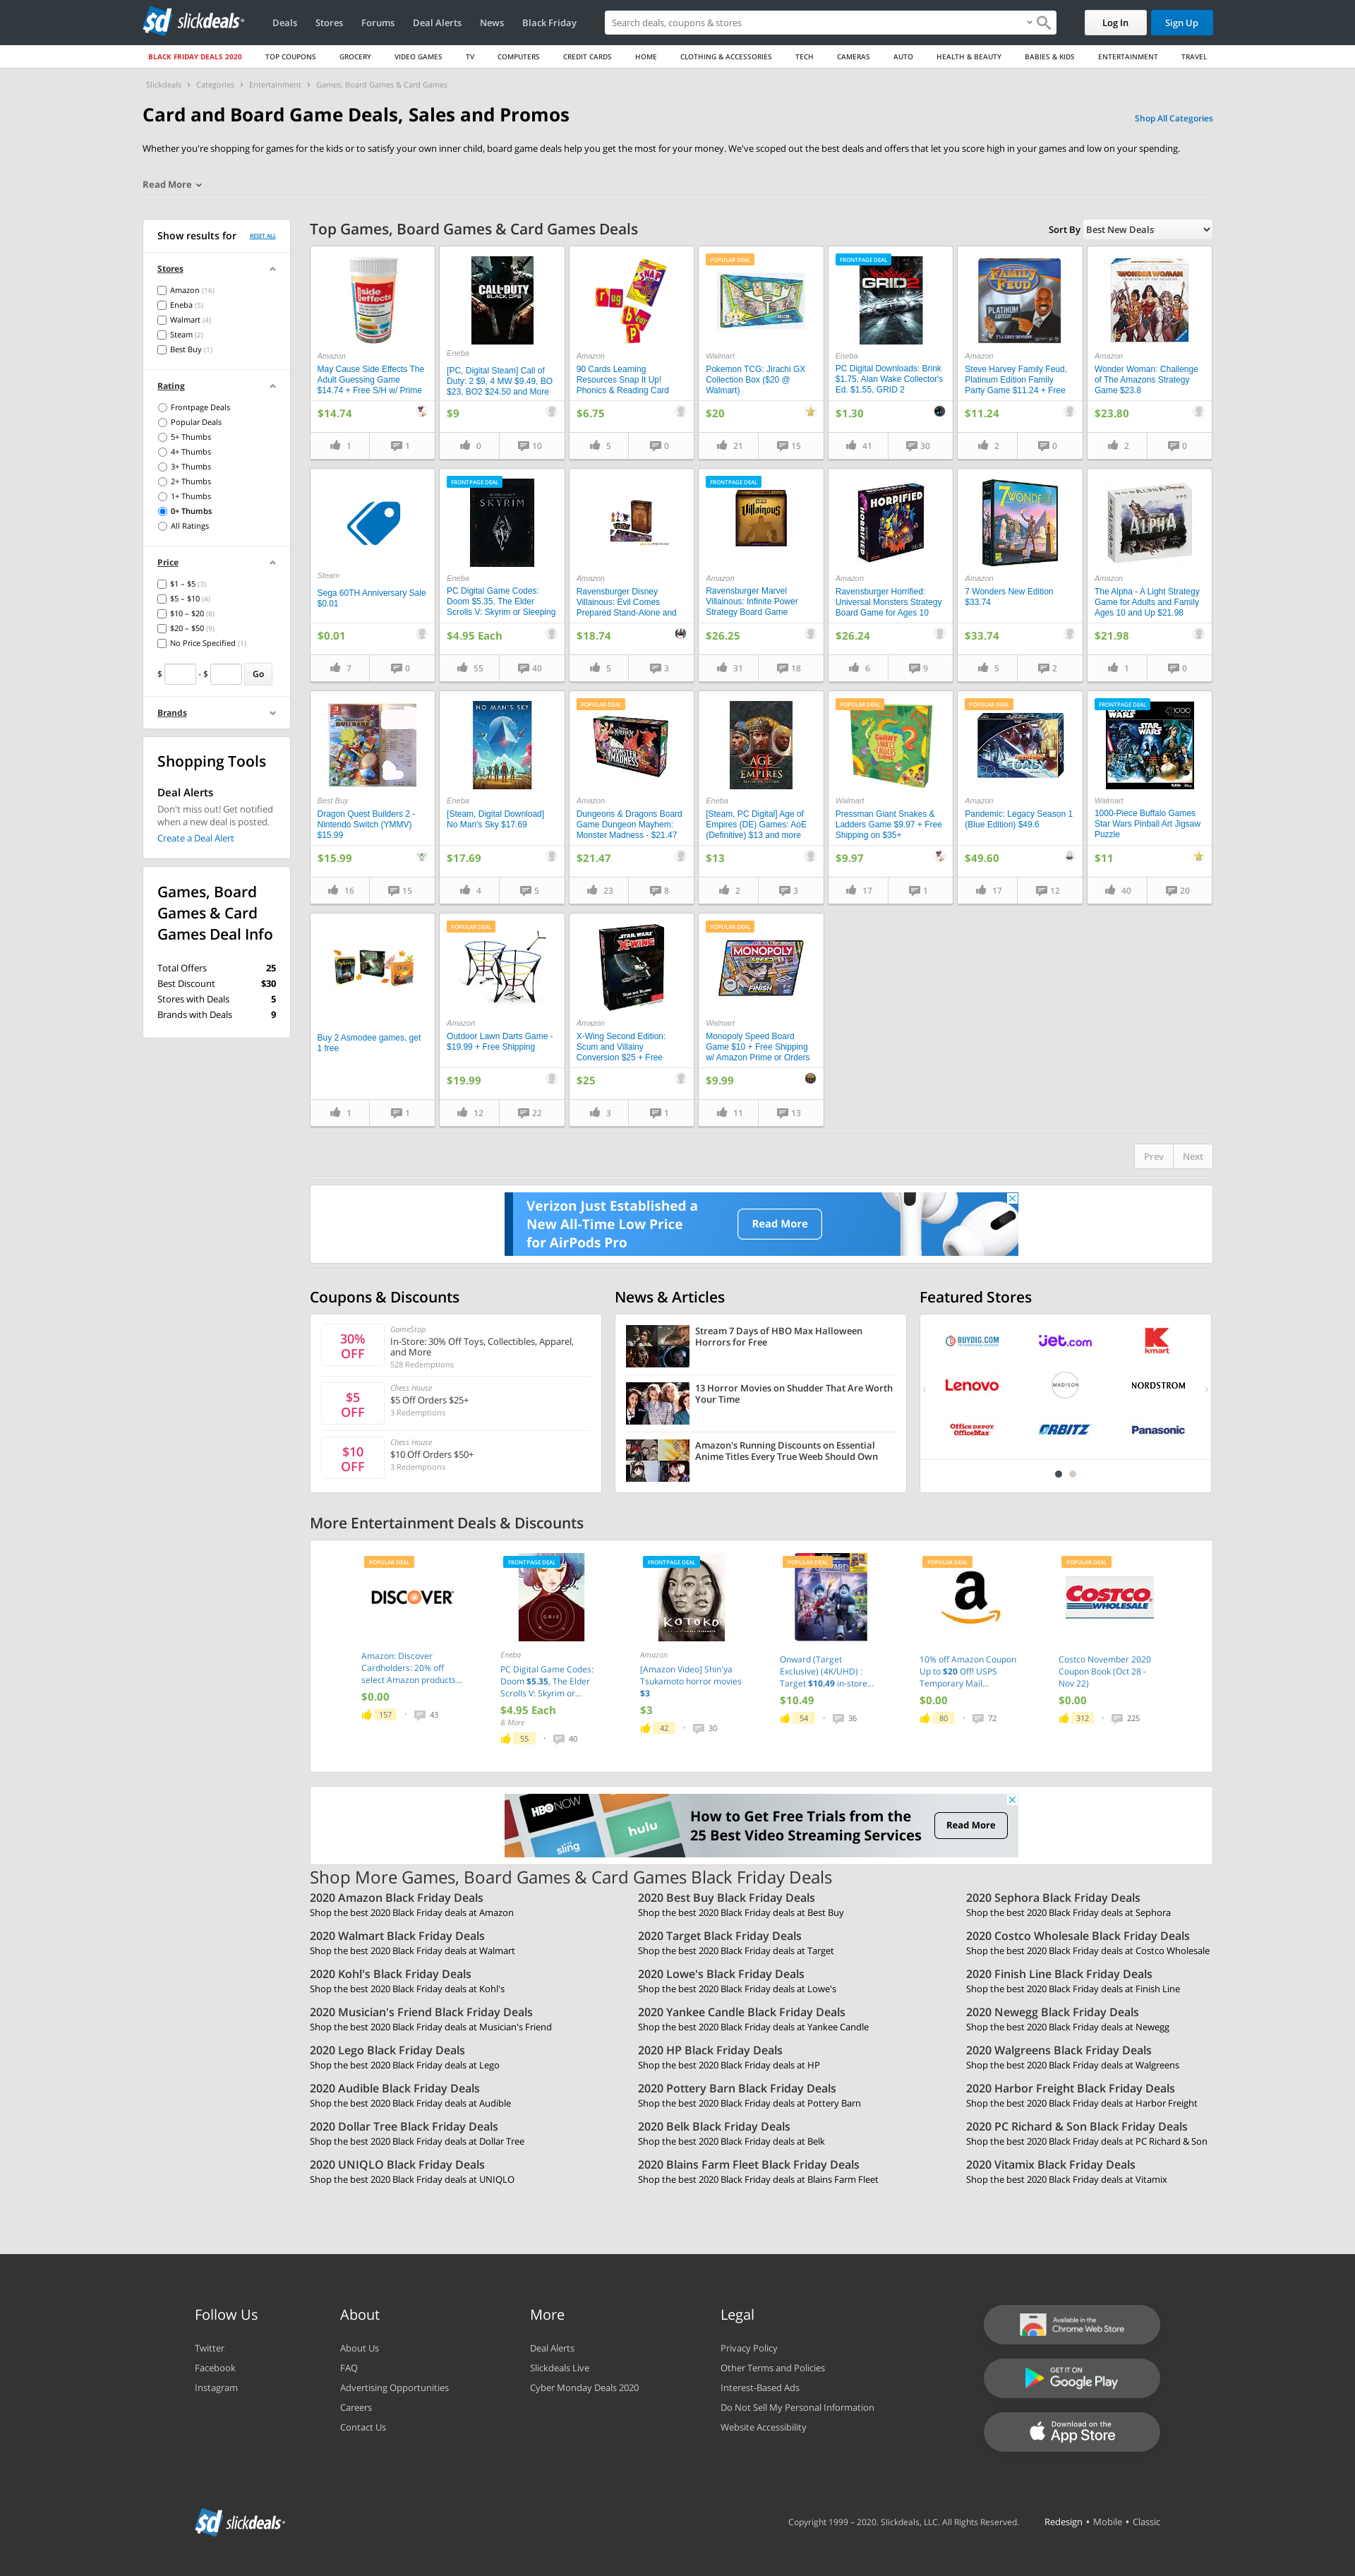 slickdeals
Deals Stores Forums Deal Alerts News Black Friday
Search deals, coupons & stores
Log In
Sign Up
BLACK FRIDAY DEALS 2020 TOP COUPONS GROCERY VIDEO GAMES TV COMPUTERS CREDIT CARDS HOME CLOTHING & ACCESSORIES TECH CAMERAS AUTO HEALTH & BEAUTY BABIES & KIDS ENTERTAINMENT TRAVEL
Slickdeals > Categories > Entertainment > Games, Board Games & Card Games
Card and Board Game Deals, Sales and Promos
Shop All Categories
Whether you're shopping for games for the kids or to satisfy your own inner child, board game deals help you get the most for your money. We've scoped out the best deals and offers that let you score high in your games and low on your spending.
Read More
Show results for RESET ALL
Stores
Amazon (16)
Eneba (5)
Walmart (4)
Steam (2)
Best Buy (1)
Rating
Frontpage Deals
Popular Deals
5+ Thumbs
4+ Thumbs
3+ Thumbs
2+ Thumbs
1+ Thumbs
0+ Thumbs
All Ratings
Price
$1 – $5 (3)
$5 – $10 (4)
$10 – $20 (8)
$20 – $50 (9)
No Price Specified (1)
$ - $ Go
Brands
Shopping Tools
Deal Alerts
Don't miss out! Get notified
when a new deal is posted.
Create a Deal Alert
Games, Board
Games & Card
Games Deal Info
Total Offers 25
Best Discount $30
Stores with Deals 5
Brands with Deals 9
Top Games, Board Games & Card Games Deals
Sort By Best New Deals
Amazon
May Cause Side Effects The
Adult Guessing Game
$14.74 + Free S/H w/ Prime
$14.74
1 1
Eneba
[PC, Digital Steam] Call of
Duty: 2 $9, 4 MW $9.49, BO
$23, BO2 $24.50 and More
$9
0 10
Amazon
90 Cards Learning
Resources Snap It Up!
Phonics & Reading Card
$6.75
5 0
POPULAR DEAL
Walmart
Pokemon TCG: Jirachi GX
Collection Box ($20 @
Walmart)
$20
21 15
FRONTPAGE DEAL
GRID2
Eneba
PC Digital Downloads: Brink
$1.75, Alan Wake Collector's
Ed. $1.55, GRID 2
$1.30
41 30
Amazon
Steve Harvey Family Feud,
Platinum Edition Family
Party Game $11.24 + Free
$11.24
2 0
Amazon
Wonder Woman: Challenge
of The Amazons Strategy
Game $23.8
$23.80
2 0
Steam
Sega 60TH Anniversary Sale
$0.01
$0.01
7 0
FRONTPAGE DEAL
SKYRIM
Eneba
PC Digital Game Codes:
Doom $5.35, The Elder
Scrolls V: Skyrim or Sleeping
$4.95 Each
55 40
Amazon
Ravensburger Disney
Villainous: Evil Comes
Prepared Stand-Alone and
$18.74
5 3
FRONTPAGE DEAL
Villainous
Amazon
Ravensburger Marvel
Villainous: Infinite Power
Strategy Board Game
$26.25
31 18
HORRIFIED
Amazon
Ravensburger Horrified:
Universal Monsters Strategy
Board Game for Ages 10
$26.24
6 9
7 WONDERS
Amazon
7 Wonders New Edition
$33.74
$33.74
5 2
ALPHA
Amazon
The Alpha - A Light Strategy
Game for Adults and Family
Ages 10 and Up $21.98
$21.98
1 0
Best Buy
Dragon Quest Builders 2 -
Nintendo Switch (YMMV)
$15.99
$15.99
16 15
NO MAN'S SKY
Eneba
[Steam, Digital Download]
No Man's Sky $17.69
$17.69
4 5
POPULAR DEAL
MONSTER MADNESS
Amazon
Dungeons & Dragons Board
Game Dungeon Mayhem:
Monster Madness - $21.47
$21.47
23 8
AGE EMPIRES
Eneba
[Steam, PC Digital] Age of
Empires (DE) Games: AoE
(Definitive) $13 and more
$13
2 3
POPULAR DEAL
Walmart
Pressman Giant Snakes &
Ladders Game $9.97 + Free
Shipping on $35+
$9.97
17 1
POPULAR DEAL
Amazon
Pandemic: Legacy Season 1
(Blue Edition) $49.6
$49.60
17 12
FRONTPAGE DEAL
Walmart
1000-Piece Buffalo Games
Star Wars Pinball Art Jigsaw
Puzzle
$11
40 20
Buy 2 Asmodee games, get
1 free
1 1
POPULAR DEAL
Amazon
Outdoor Lawn Darts Game -
$19.99 + Free Shipping
$19.99
12 22
Amazon
X-Wing Second Edition:
Scum and Villainy
Conversion $25 + Free
$25
3 1
POPULAR DEAL
MONOPOLY
Walmart
Monopoly Speed Board
Game $10 + Free Shipping
w/ Amazon Prime or Orders
$9.99
11 13
Prev Next
Verizon Just Established a
New All-Time Low Price
for AirPods Pro
Read More
Coupons & Discounts
30% OFF
GameStop
In-Store: 30% Off Toys, Collectibles, Apparel,
and More
528 Redemptions
$5 OFF
Chess House
$5 Off Orders $25+
3 Redemptions
$10 OFF
Chess House
$10 Off Orders $50+
3 Redemptions
News & Articles
Stream 7 Days of HBO Max Halloween
Horrors for Free
13 Horror Movies on Shudder That Are Worth
Your Time
Amazon's Running Discounts on Essential
Anime Titles Every True Weeb Should Own
Featured Stores
BUYDIG.COM jet.com kmart
Lenovo MADISON NORDSTROM
Office DEPOT OfficeMax ORBITZ Panasonic
More Entertainment Deals & Discounts
POPULAR DEAL
DISCOVER
Amazon: Discover
Cardholders: 20% off
select Amazon products...
$0.00
157 · 43
FRONTPAGE DEAL
GRIS
Eneba
PC Digital Game Codes:
Doom $5.35, The Elder
Scrolls V: Skyrim or...
$4.95 Each
& More
55 · 40
FRONTPAGE DEAL
KOTOKO
Amazon
[Amazon Video] Shin'ya
Tsukamoto horror movies
$3
$3
42 · 30
POPULAR DEAL
Onward (Target
Exclusive) (4K/UHD) :
Target $10.49 in-store...
$10.49
54 · 36
POPULAR DEAL
10% off Amazon Coupon
Up to $20 Off! USPS
Temporary Mail...
$0.00
80 · 72
POPULAR DEAL
COSTCO WHOLESALE
Costco November 2020
Coupon Book (Oct 28 -
Nov 22)
$0.00
312 · 225
HBO NOW
hulu
sling
How to Get Free Trials from the
25 Best Video Streaming Services
Read More
Shop More Games, Board Games & Card Games Black Friday Deals
2020 Amazon Black Friday Deals
Shop the best 2020 Black Friday deals at Amazon
2020 Best Buy Black Friday Deals
Shop the best 2020 Black Friday deals at Best Buy
2020 Sephora Black Friday Deals
Shop the best 2020 Black Friday deals at Sephora
2020 Walmart Black Friday Deals
Shop the best 2020 Black Friday deals at Walmart
2020 Target Black Friday Deals
Shop the best 2020 Black Friday deals at Target
2020 Costco Wholesale Black Friday Deals
Shop the best 2020 Black Friday deals at Costco Wholesale
2020 Kohl's Black Friday Deals
Shop the best 2020 Black Friday deals at Kohl's
2020 Lowe's Black Friday Deals
Shop the best 2020 Black Friday deals at Lowe's
2020 Finish Line Black Friday Deals
Shop the best 2020 Black Friday deals at Finish Line
2020 Musician's Friend Black Friday Deals
Shop the best 2020 Black Friday deals at Musician's Friend
2020 Yankee Candle Black Friday Deals
Shop the best 2020 Black Friday deals at Yankee Candle
2020 Newegg Black Friday Deals
Shop the best 2020 Black Friday deals at Newegg
2020 Lego Black Friday Deals
Shop the best 2020 Black Friday deals at Lego
2020 HP Black Friday Deals
Shop the best 2020 Black Friday deals at HP
2020 Walgreens Black Friday Deals
Shop the best 2020 Black Friday deals at Walgreens
2020 Audible Black Friday Deals
Shop the best 2020 Black Friday deals at Audible
2020 Pottery Barn Black Friday Deals
Shop the best 2020 Black Friday deals at Pottery Barn
2020 Harbor Freight Black Friday Deals
Shop the best 2020 Black Friday deals at Harbor Freight
2020 Dollar Tree Black Friday Deals
Shop the best 2020 Black Friday deals at Dollar Tree
2020 Belk Black Friday Deals
Shop the best 2020 Black Friday deals at Belk
2020 PC Richard & Son Black Friday Deals
Shop the best 2020 Black Friday deals at PC Richard & Son
2020 UNIQLO Black Friday Deals
Shop the best 2020 Black Friday deals at UNIQLO
2020 Blains Farm Fleet Black Friday Deals
Shop the best 2020 Black Friday deals at Blains Farm Fleet
2020 Vitamix Black Friday Deals
Shop the best 2020 Black Friday deals at Vitamix
Follow Us
Twitter
Facebook
Instagram
About
About Us
FAQ
Advertising Opportunities
Careers
Contact Us
More
Deal Alerts
Slickdeals Live
Cyber Monday Deals 2020
Legal
Privacy Policy
Other Terms and Policies
Interest-Based Ads
Do Not Sell My Personal Information
Website Accessibility
Available in the
Chrome Web Store
GET IT ON
Google Play
Download on the
App Store
slickdeals
Copyright 1999 – 2020. Slickdeals, LLC. All Rights Reserved.
Redesign • Mobile • Classic